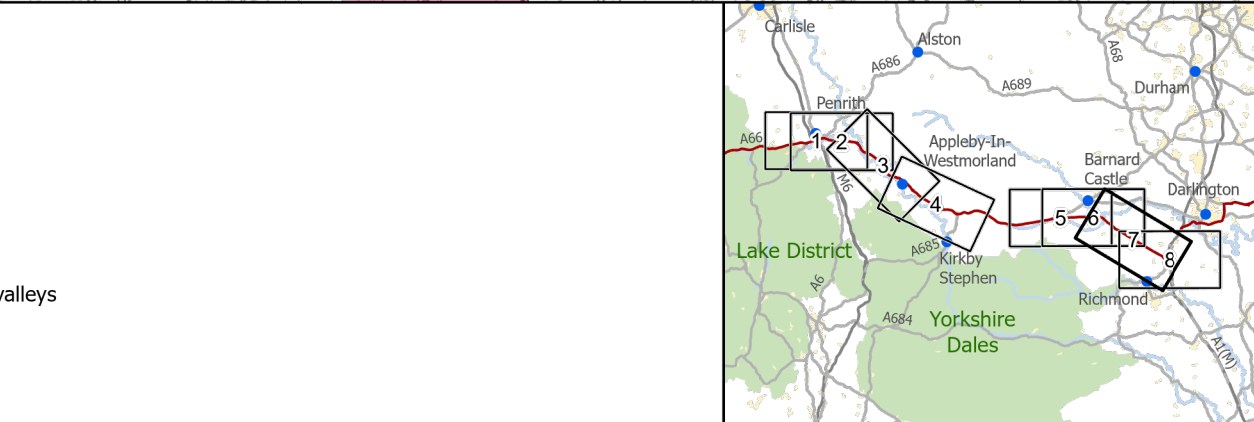 Carlisle
Alston
A68
A686
A689
Durham
Penrith
A66
1
2
Appleby-In-
Westmorland
3
M6
Barnard
Castle
Darlington
4
5
6
7
8
Lake District
A685
Kirkby
Stephen
A6
valleys
Richmond
A684
Yorkshire
Dales
A1(M)